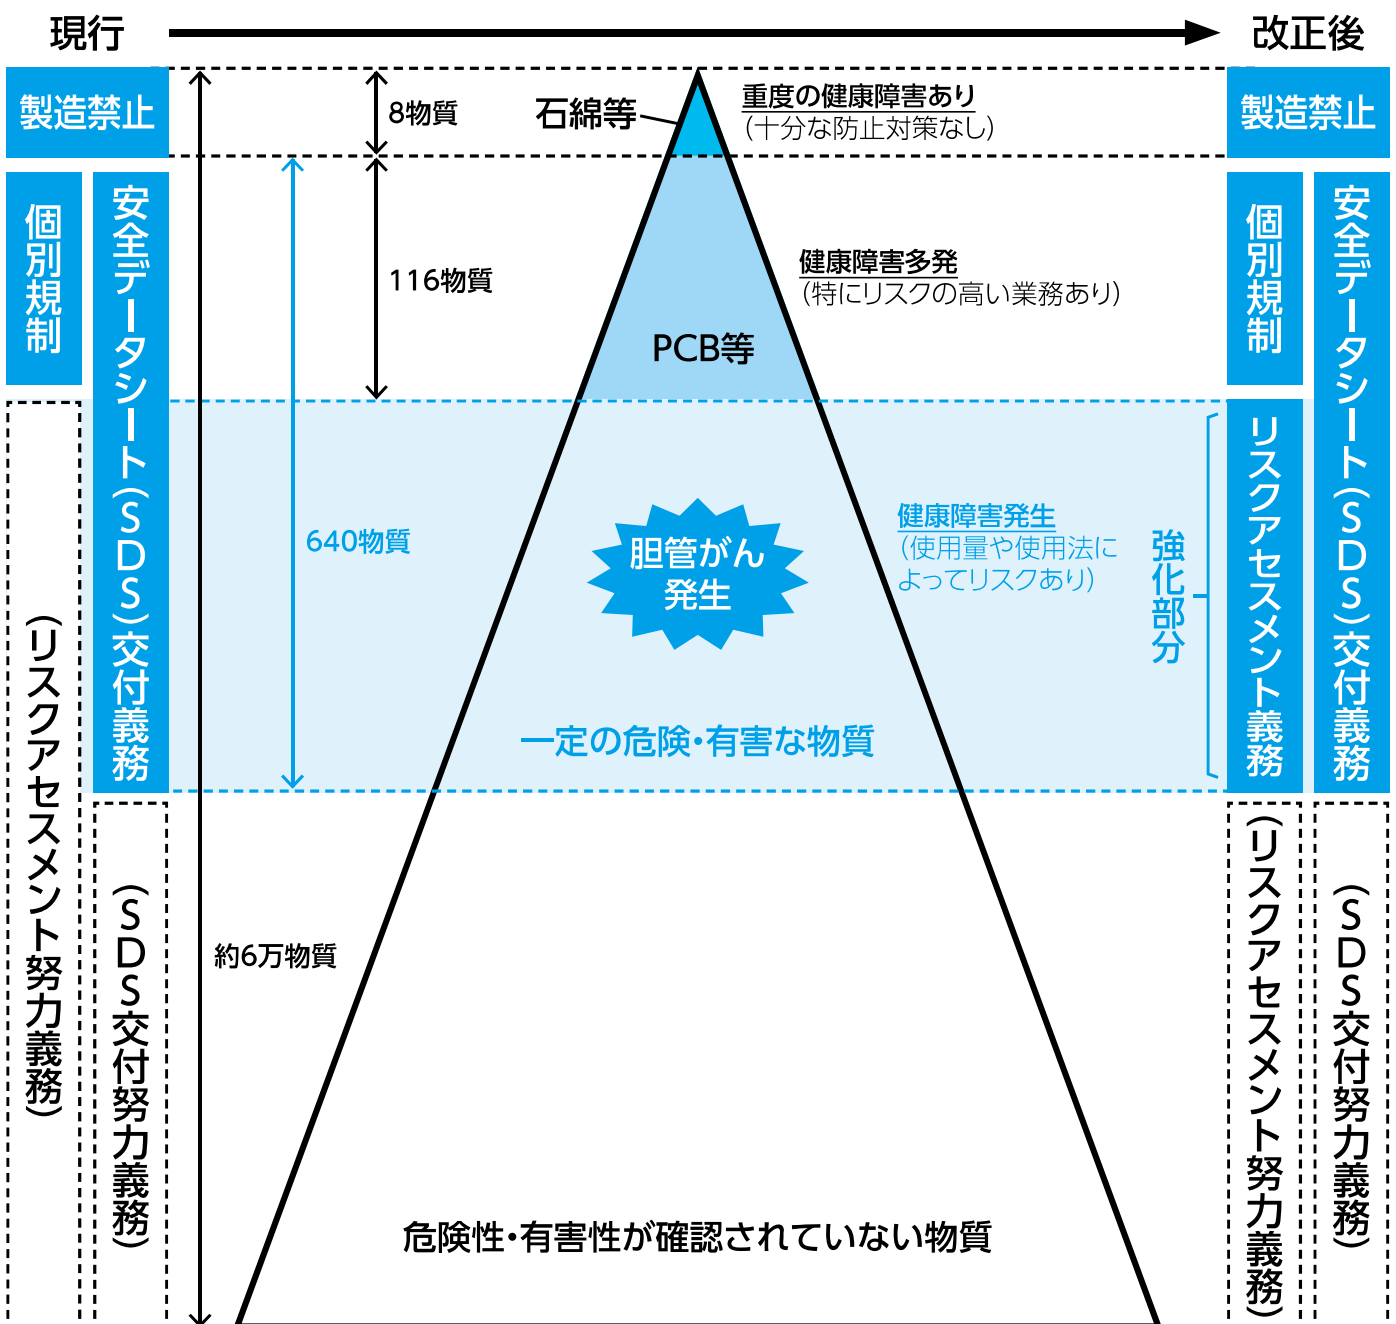 現行
改正後
製造禁止
8物質
石綿等
重度の健康障害あり
（十分な防止対策なし）
製造禁止
個別規制
安全データシート（SDS）交付義務
116物質
健康障害多発
（特にリスクの高い業務あり）
PCB等
個別規制
安全データシート（SDS）交付義務
640物質
胆管がん
発生
健康障害発生
（使用量や使用法に
よってリスクあり）
強化部分
リスクアセスメント義務
一定の危険・有害な物質
（リスクアセスメント努力義務）
（SDS交付努力義務）
約6万物質
危険性・有害性が確認されていない物質
（リスクアセスメント努力義務）
（SDS交付努力義務）